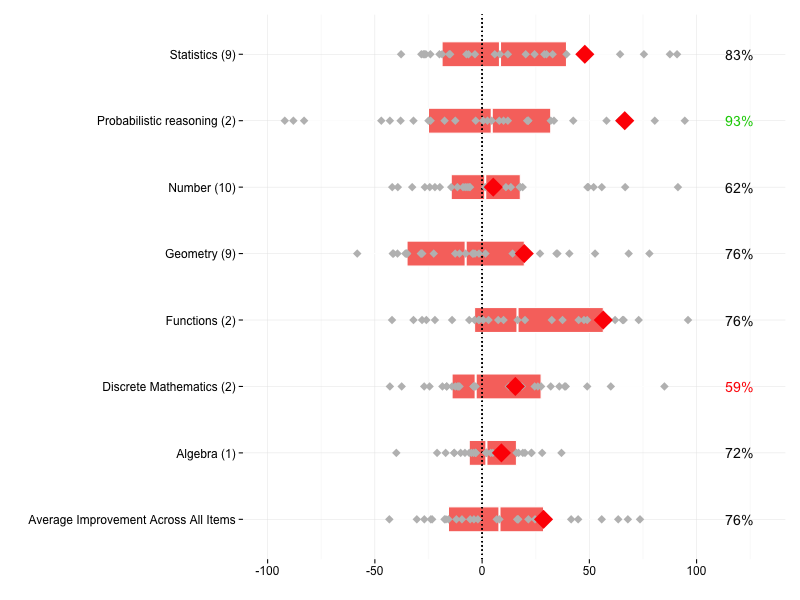 Statistics (9) 83%
Probabilistic reasoning (2) 93%
Number (10) 62%
Geometry (9) 76%
Functions (2) 76%
Discrete Mathematics (2) 59%
Algebra (1) 72%
Average Improvement Across All Items 76%
-100 -50 0 50 100